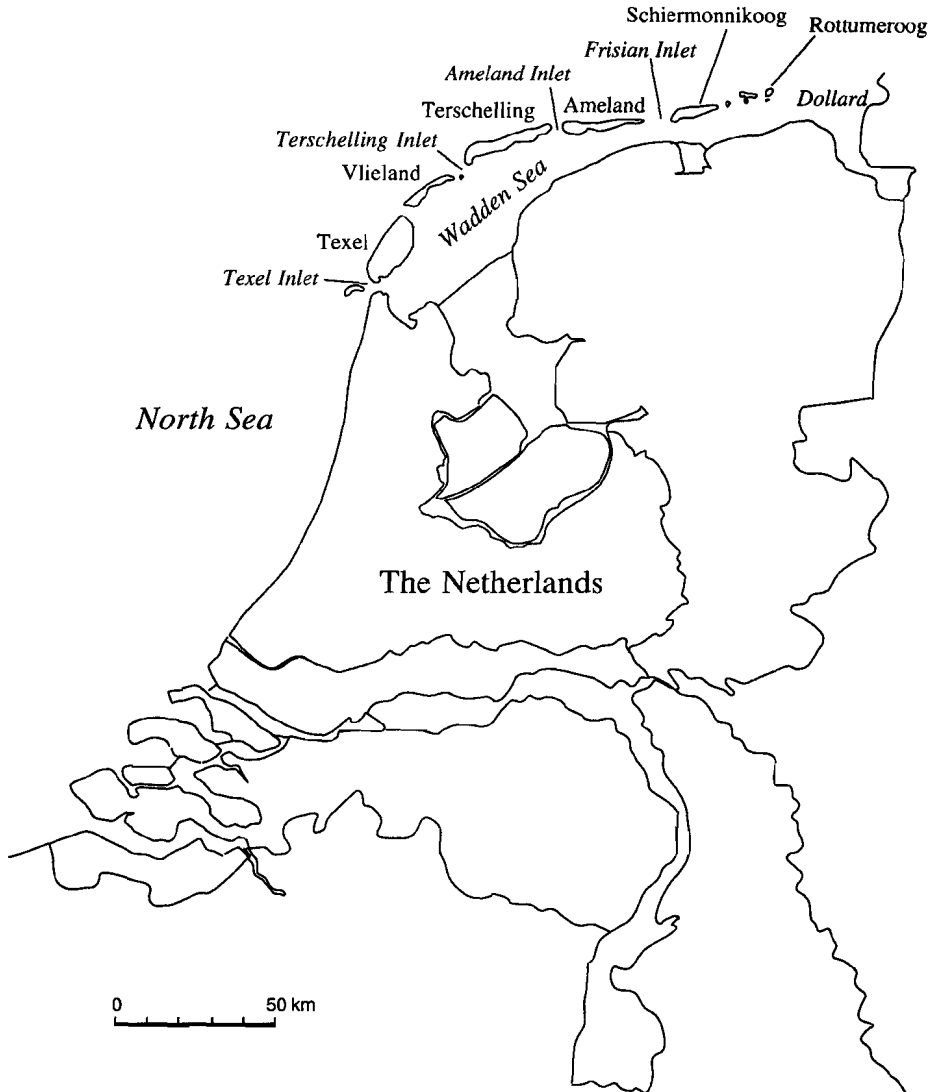 Schiermonnikoog
Rottumeroog
Frisian Inlet
Ameland Inlet
Dollard
Terschelling
Ameland
Terschelling Inlet
Vlieland
Wadden Sea
Texel
Texel Inlet
North Sea
The Netherlands
0 50 km